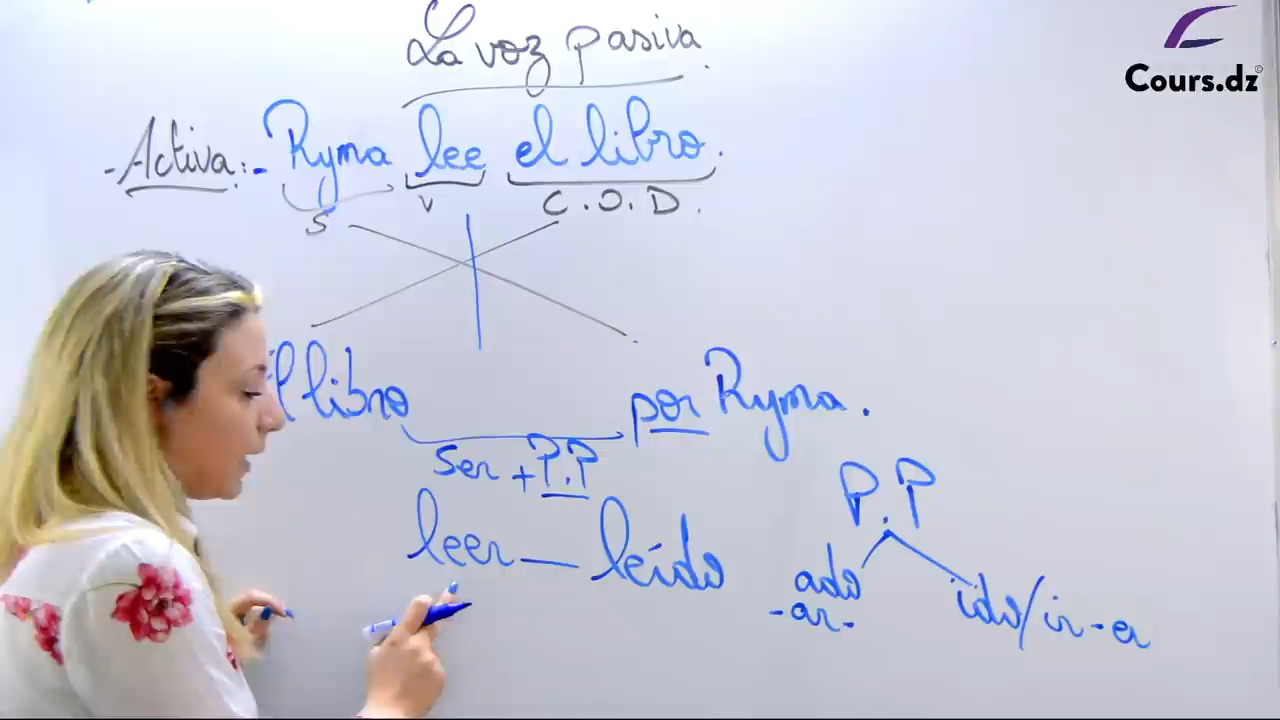 La voz pasiva.
Cours.dz
- Activa: - Ryma lee el libro.
S V C.O.D.
El libro por Ryma.
Ser + P.P
P.P
leer — leído
ado ido/ir-er
-ar-